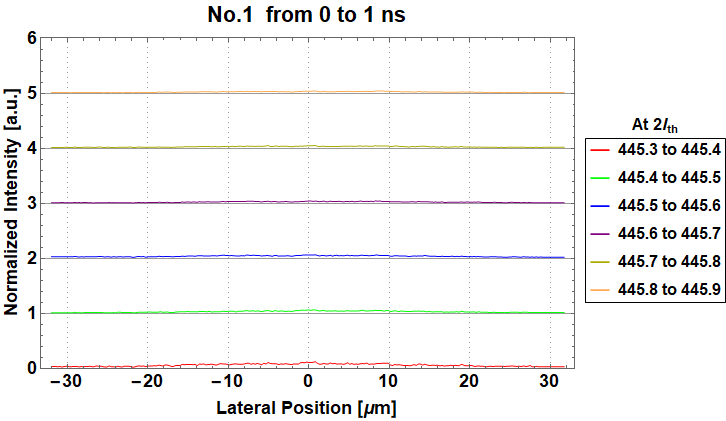 No.1 from 0 to 1 ns
Normalized Intensity [a.u.]
6
5
4
3
2
1
0
−30 −20 −10 0 10 20 30
Lateral Position [μm]
At 2Ith
445.3 to 445.4
445.4 to 445.5
445.5 to 445.6
445.6 to 445.7
445.7 to 445.8
445.8 to 445.9